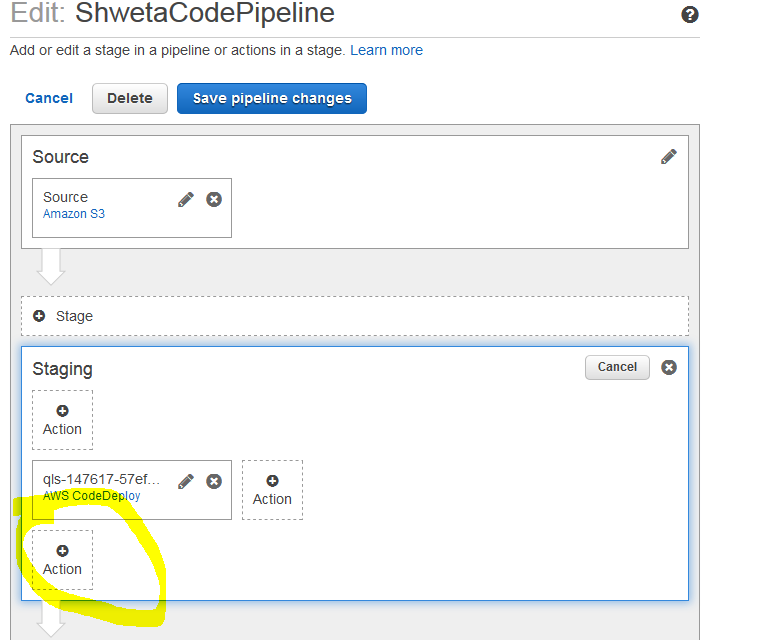 Edit: ShwetaCodePipeline
Add or edit a stage in a pipeline or actions in a stage. Learn more
Cancel Delete Save pipeline changes
Source
Source
Amazon S3
Stage
Staging Cancel
Action
qls-147617-57ef...
AWS CodeDeploy
Action
Action